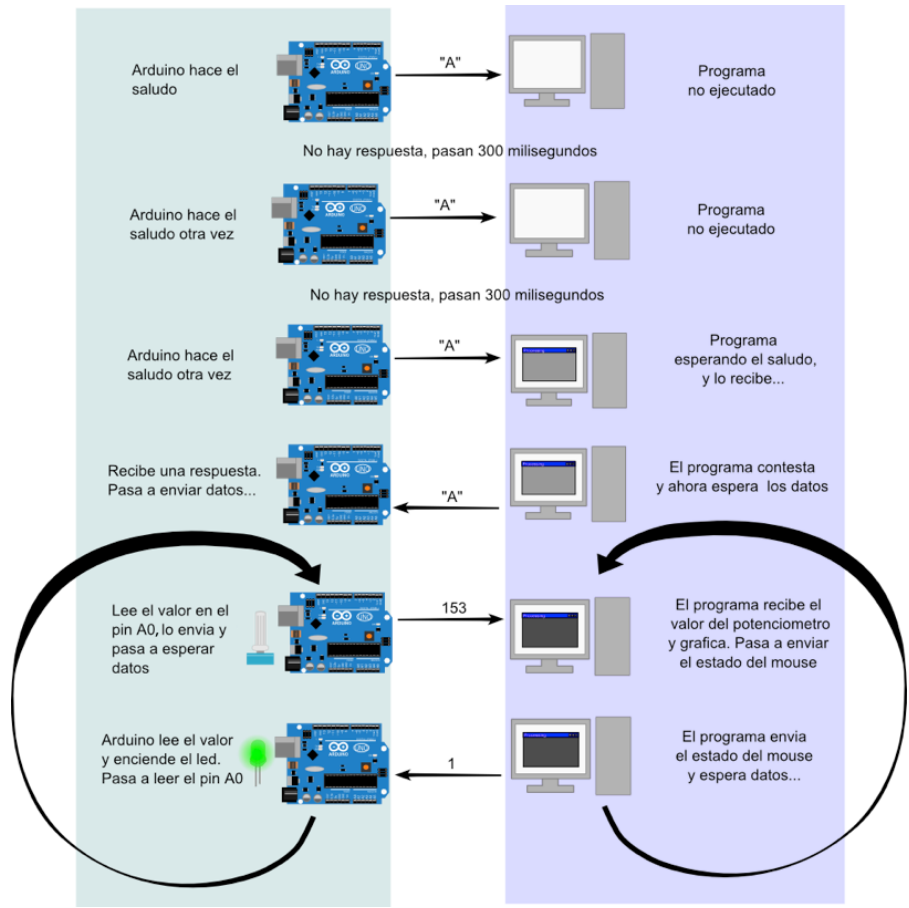 Arduino hace el
saludo
"A"
Programa
no ejecutado
No hay respuesta, pasan 300 milisegundos
Arduino hace el
saludo otra vez
"A"
Programa
no ejecutado
No hay respuesta, pasan 300 milisegundos
Arduino hace el
saludo otra vez
"A"
Programa
esperando el saludo,
y lo recibe...
Recibe una respuesta.
Pasa a enviar datos...
"A"
El programa contesta
y ahora espera los datos
Lee el valor en el
pin A0, lo envia y
pasa a esperar
datos
153
El programa recibe el
valor del potenciometro
y grafica. Pasa a enviar
el estado del mouse
Arduino lee el valor
y enciende el led.
Pasa a leer el pin A0
1
El programa envia
el estado del mouse
y espera datos...